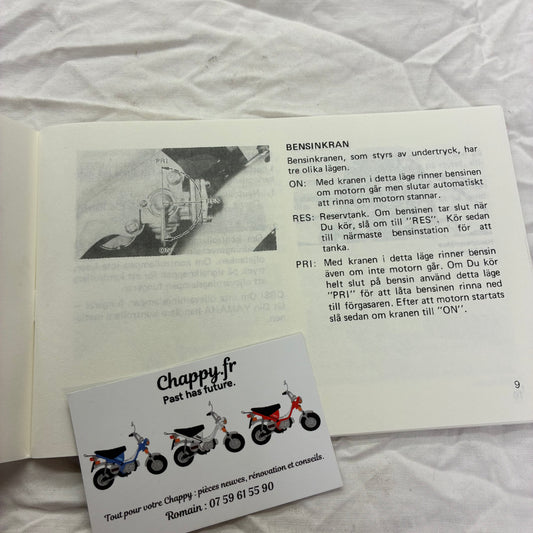 PRI
ON
BENSINKRAN
Bensinkranen, som styrs av undertryck, har
tre olika lägen.
ON: Med kranen i detta läge rinner bensinen
om motorn går men slutar automatiskt
att rinna om motorn stannar.
RES: Reservtank. Om bensinen tar slut när
Du kör, slå om till "RES". Kör sedan
till närmaste bensinstation för att
tanka.
PRI: Med kranen i detta läge rinner bensin
även om inte motorn går. Om Du kör
helt slut på bensin använd detta läge
"PRI" för att låta bensinen rinna ned
till förgasaren. Efter att motorn startats
slå sedan om kranen till "ON".
9
Chappy.fr
Past has future.
Tout pour votre Chappy : pièces neuves, rénovation et conseils.
Romain : 07 59 61 55 90